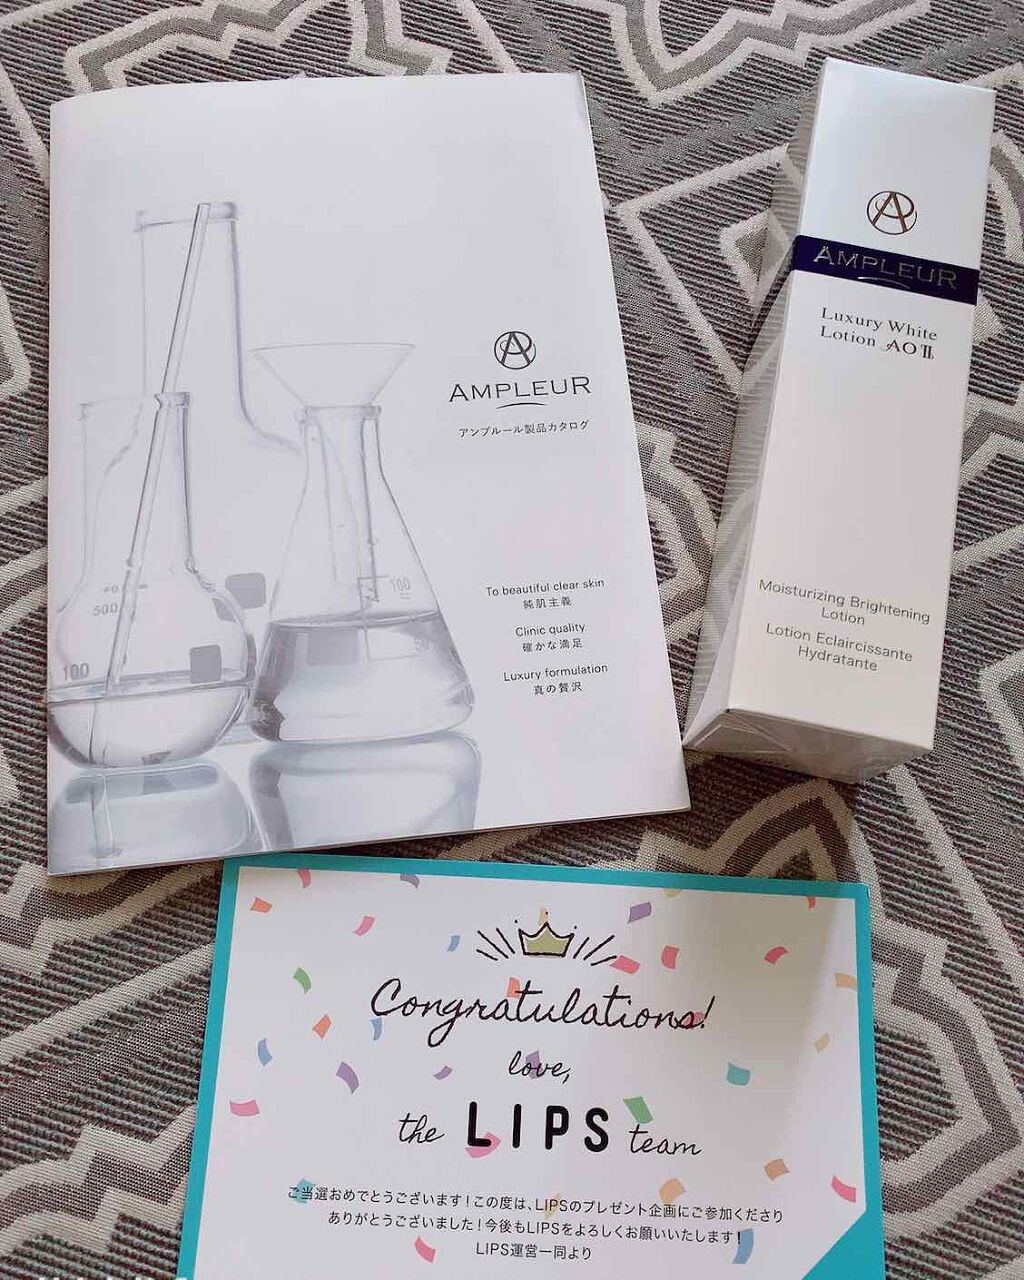 AMPLEUR
アンプルール製品カタログ
To beautiful clear skin
純肌主義
Clinic quality
確かな満足
Luxury formulation
真の贅沢
500
100
100
50
AMPLEUR
Luxury White
Lotion AO II
Moisturizing Brightening
Lotion
Lotion Eclaircissante
Hydratante
Congratulations!
love,
the LIPS team
ご当選おめでとうございます！この度は、LIPSのプレゼント企画にご参加くださり
ありがとうございました！今後もLIPSをよろしくお願いいたします！
LIPS運営一同より